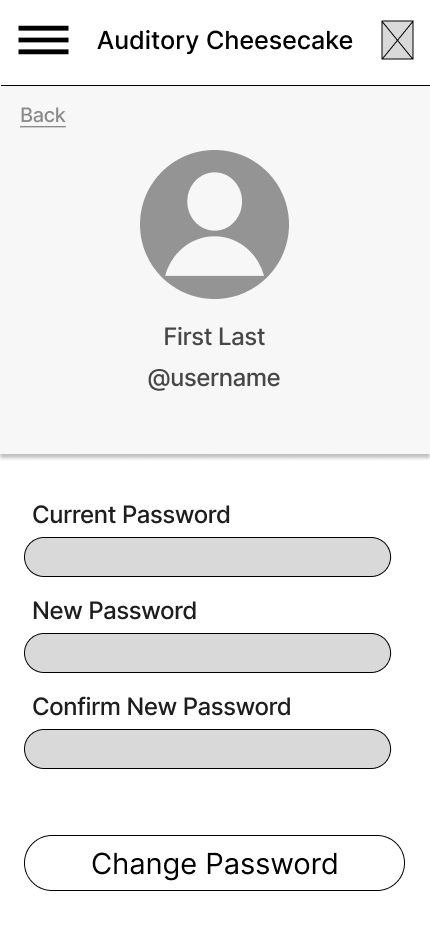 Auditory Cheesecake
Back
First Last
@username
Current Password
New Password
Confirm New Password
Change Password